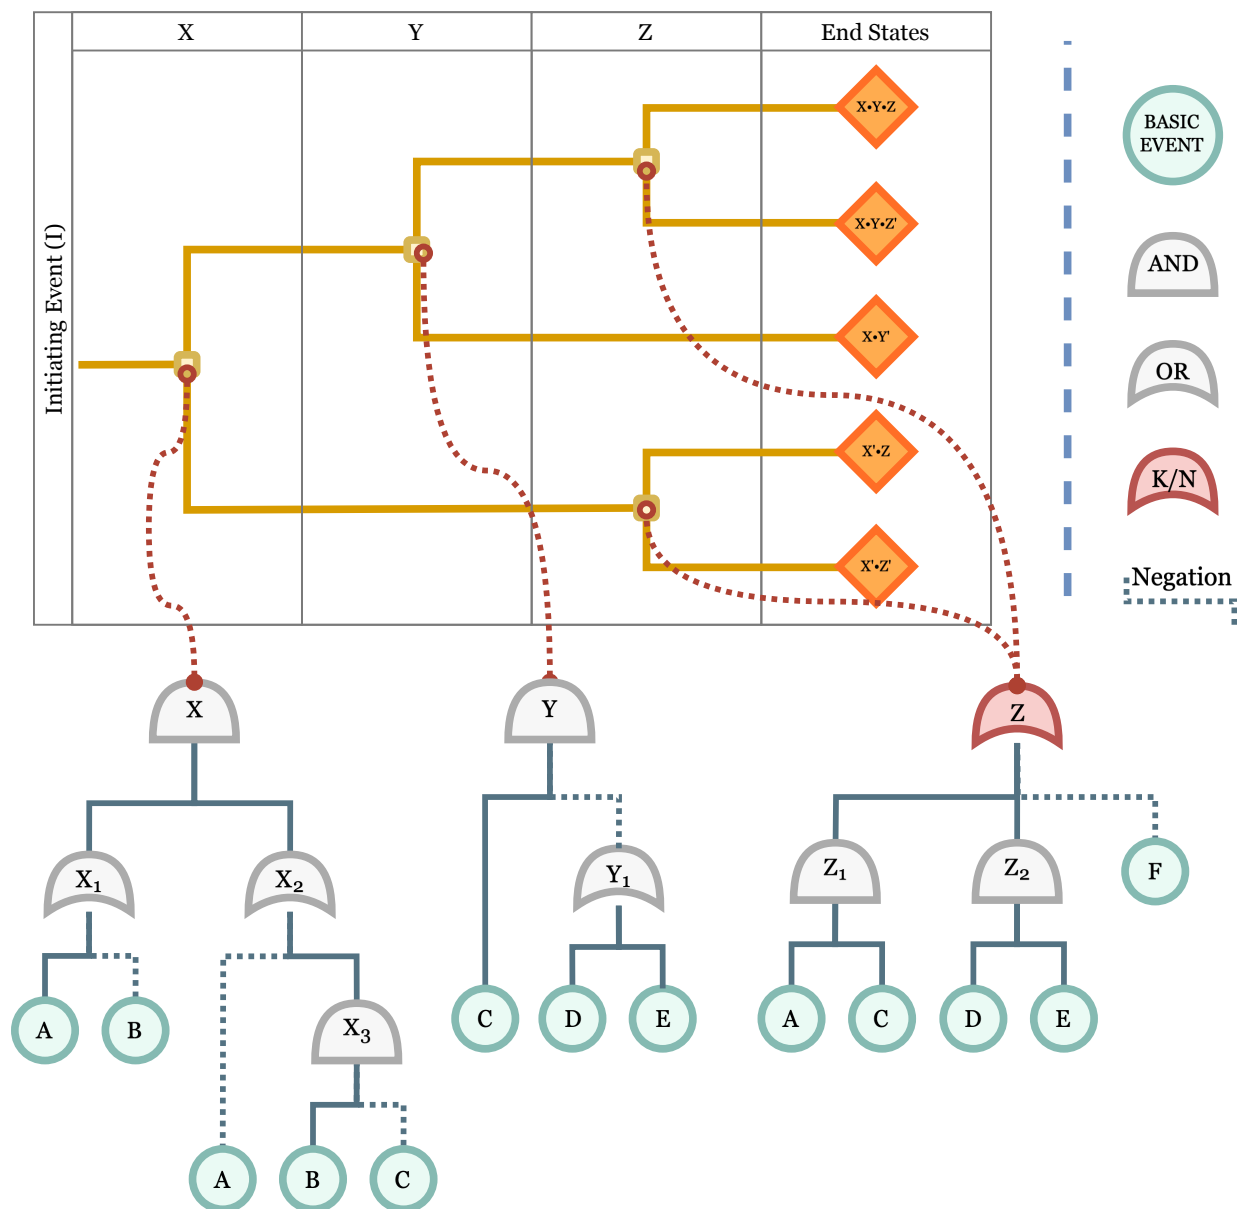 X Y Z End States
Initiating Event (I)
X•Y•Z
X•Y•Z'
X•Y'
X'•Z
X'•Z'
BASIC
EVENT
AND
OR
K/N
Negation
X Y Z
X₁ X₂ Y₁ Z₁ Z₂ F
A B X₃ C D E A C D E
A B C